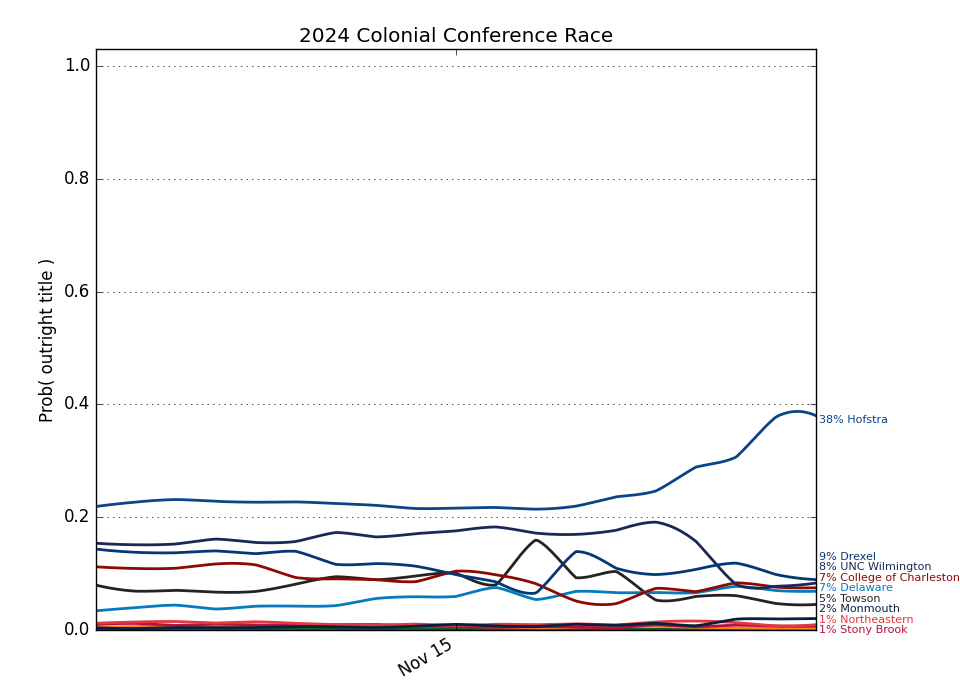 2024 Colonial Conference Race
Prob( outright title )
1.0
0.8
0.6
0.4
0.2
0.0
Nov 15
38% Hofstra
9% Drexel
8% UNC Wilmington
7% College of Charleston
7% Delaware
5% Towson
2% Monmouth
1% Northeastern
1% Stony Brook